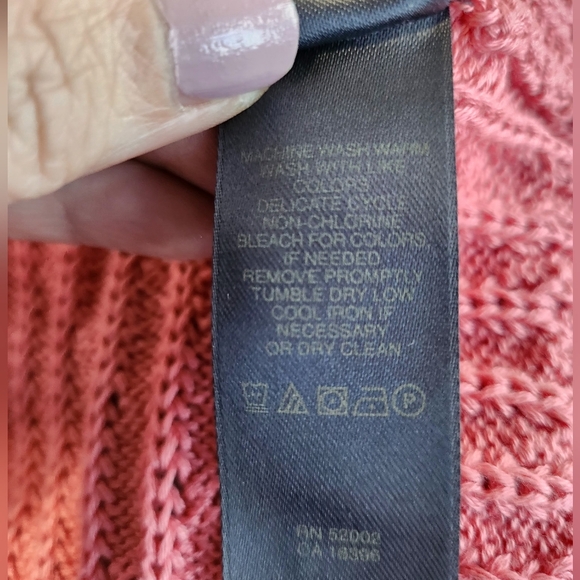 MACHINE WASH WARM
WASH WITH LIKE
COLORS
DELICATE CYCLE
NON-CHLORINE
BLEACH FOR COLORS
IF NEEDED
REMOVE PROMPTLY
TUMBLE DRY LOW
COOL IRON IF
NECESSARY
OR DRY CLEAN
P
RN 52002
CA 16396